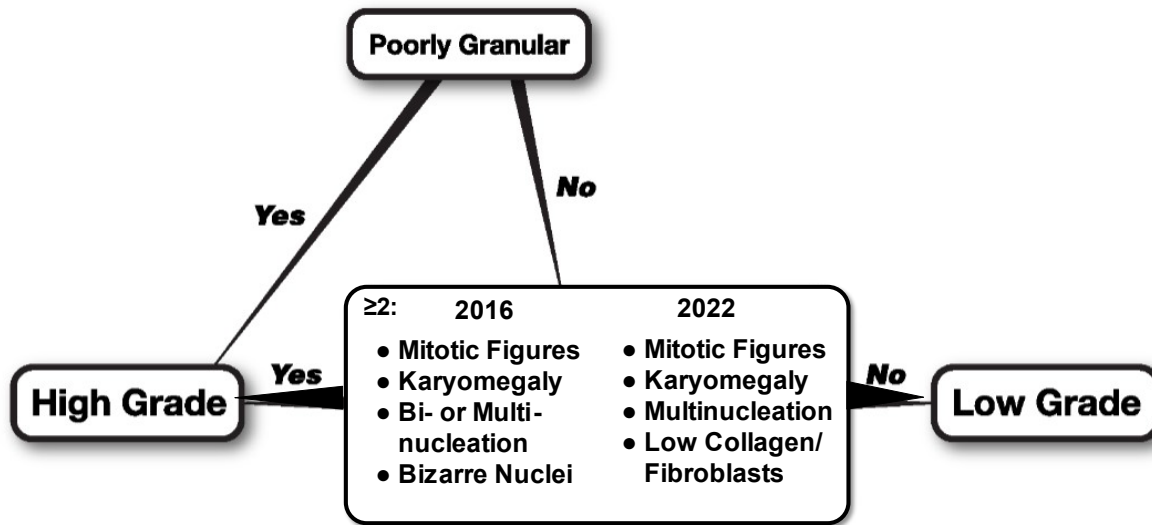 Poorly Granular
Yes
No
≥2:
2016
● Mitotic Figures
● Karyomegaly
● Bi- or Multi-
nucleation
● Bizarre Nuclei
2022
● Mitotic Figures
● Karyomegaly
● Multinucleation
● Low Collagen/
Fibroblasts
High Grade
Yes
No
Low Grade